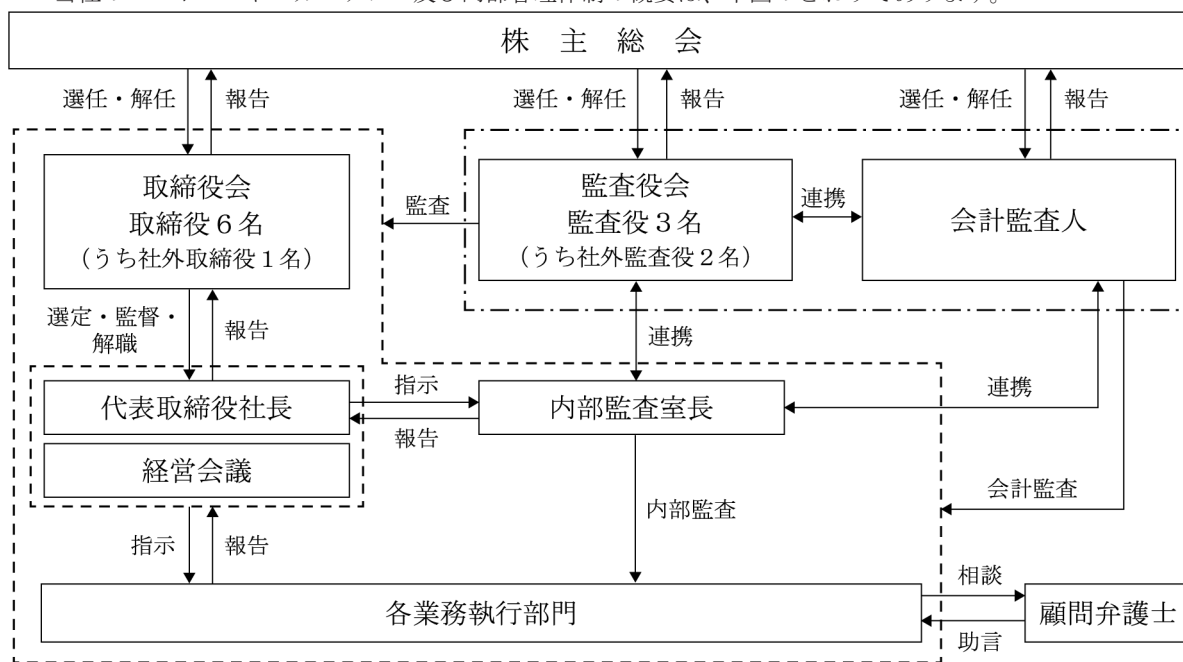 株主総会
選任・解任
報告
選任・解任
報告
選任・解任
報告
取締役会
取締役6名
(うち社外取締役1名)
監査
監査役会
監査役3名
(うち社外監査役2名)
連携
会計監査人
選定・監督・
解職
報告
連携
代表取締役社長
指示
報告
内部監査室長
連携
経営会議
指示
報告
内部監査
会計監査
各業務執行部門
相談
助言
顧問弁護士